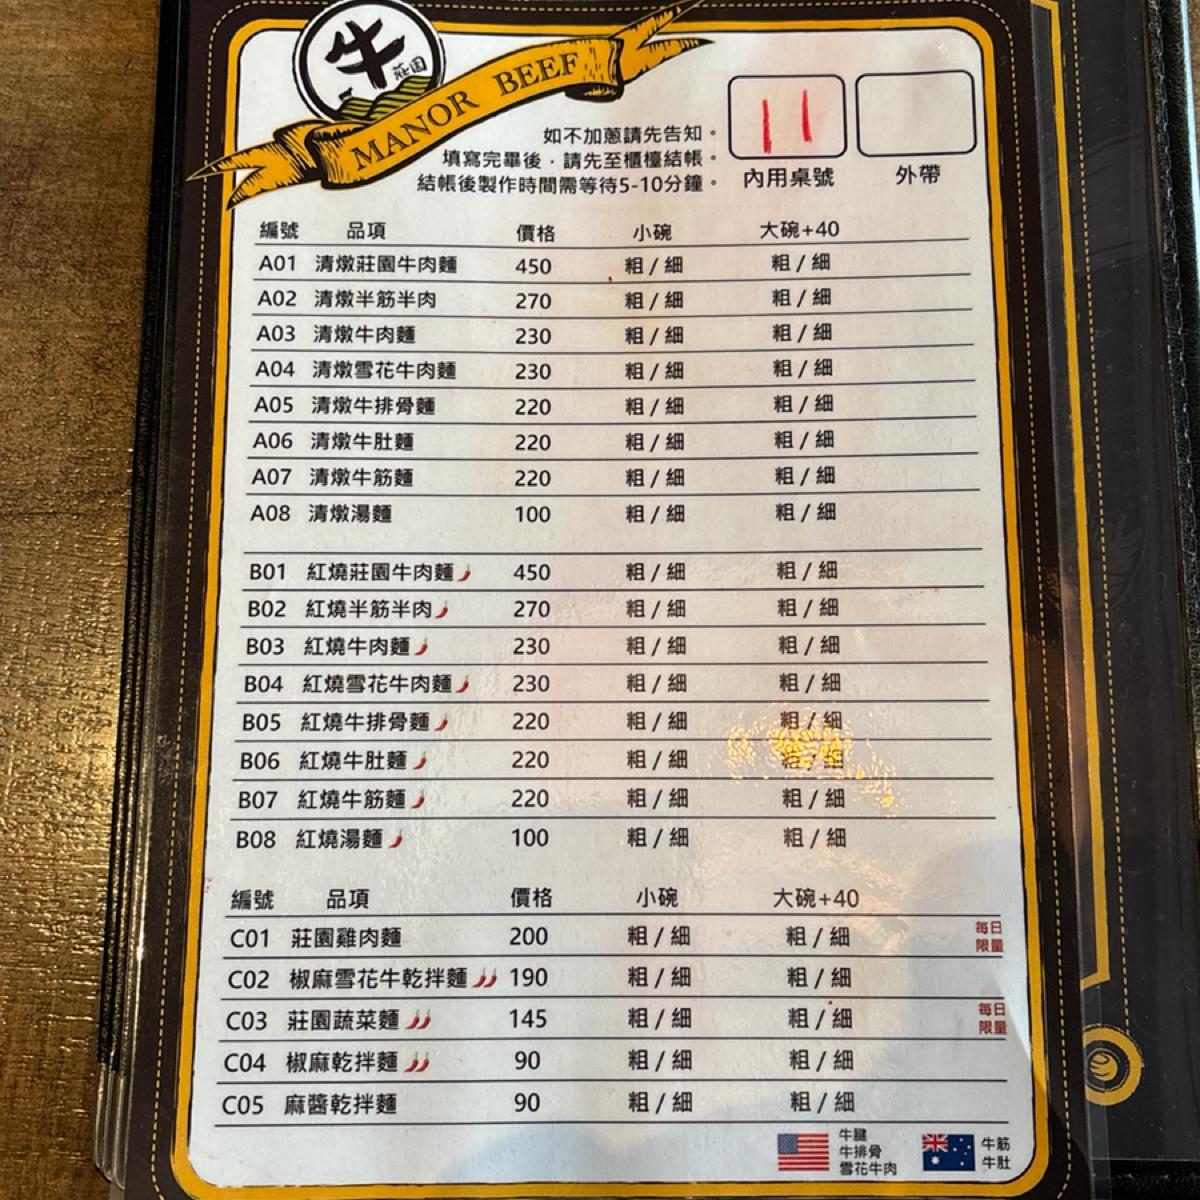 牛
莊園
MANOR BEEF
11
如不加蔥請先告知。
填寫完畢後，請先至櫃檯結帳。
結帳後製作時間需等待5-10分鐘。
內用桌號
外帶
編號 品項 價格 小碗 大碗+40
A01 清燉莊園牛肉麵 450 粗 / 細 粗 / 細
A02 清燉半筋半肉 270 粗 / 細 粗 / 細
A03 清燉牛肉麵 230 粗 / 細 粗 / 細
A04 清燉雪花牛肉麵 230 粗 / 細 粗 / 細
A05 清燉牛排骨麵 220 粗 / 細 粗 / 細
A06 清燉牛肚麵 220 粗 / 細 粗 / 細
A07 清燉牛筋麵 220 粗 / 細 粗 / 細
A08 清燉湯麵 100 粗 / 細 粗 / 細
B01 紅燒莊園牛肉麵 450 粗 / 細 粗 / 細
B02 紅燒半筋半肉 270 粗 / 細 粗 / 細
B03 紅燒牛肉麵 230 粗 / 細 粗 / 細
B04 紅燒雪花牛肉麵 230 粗 / 細 粗 / 細
B05 紅燒牛排骨麵 220 粗 / 細 粗 / 細
B06 紅燒牛肚麵 220 粗 / 細 粗 / 細
B07 紅燒牛筋麵 220 粗 / 細 粗 / 細
B08 紅燒湯麵 100 粗 / 細 粗 / 細
編號 品項 價格 小碗 大碗+40
C01 莊園雞肉麵 200 粗 / 細 粗 / 細 每日限量
C02 椒麻雪花牛乾拌麵 190 粗 / 細 粗 / 細
C03 莊園蔬菜麵 145 粗 / 細 粗 / 細 每日限量
C04 椒麻乾拌麵 90 粗 / 細 粗 / 細
C05 麻醬乾拌麵 90 粗 / 細 粗 / 細
牛腱
牛排骨
雪花牛肉
牛筋
牛肚